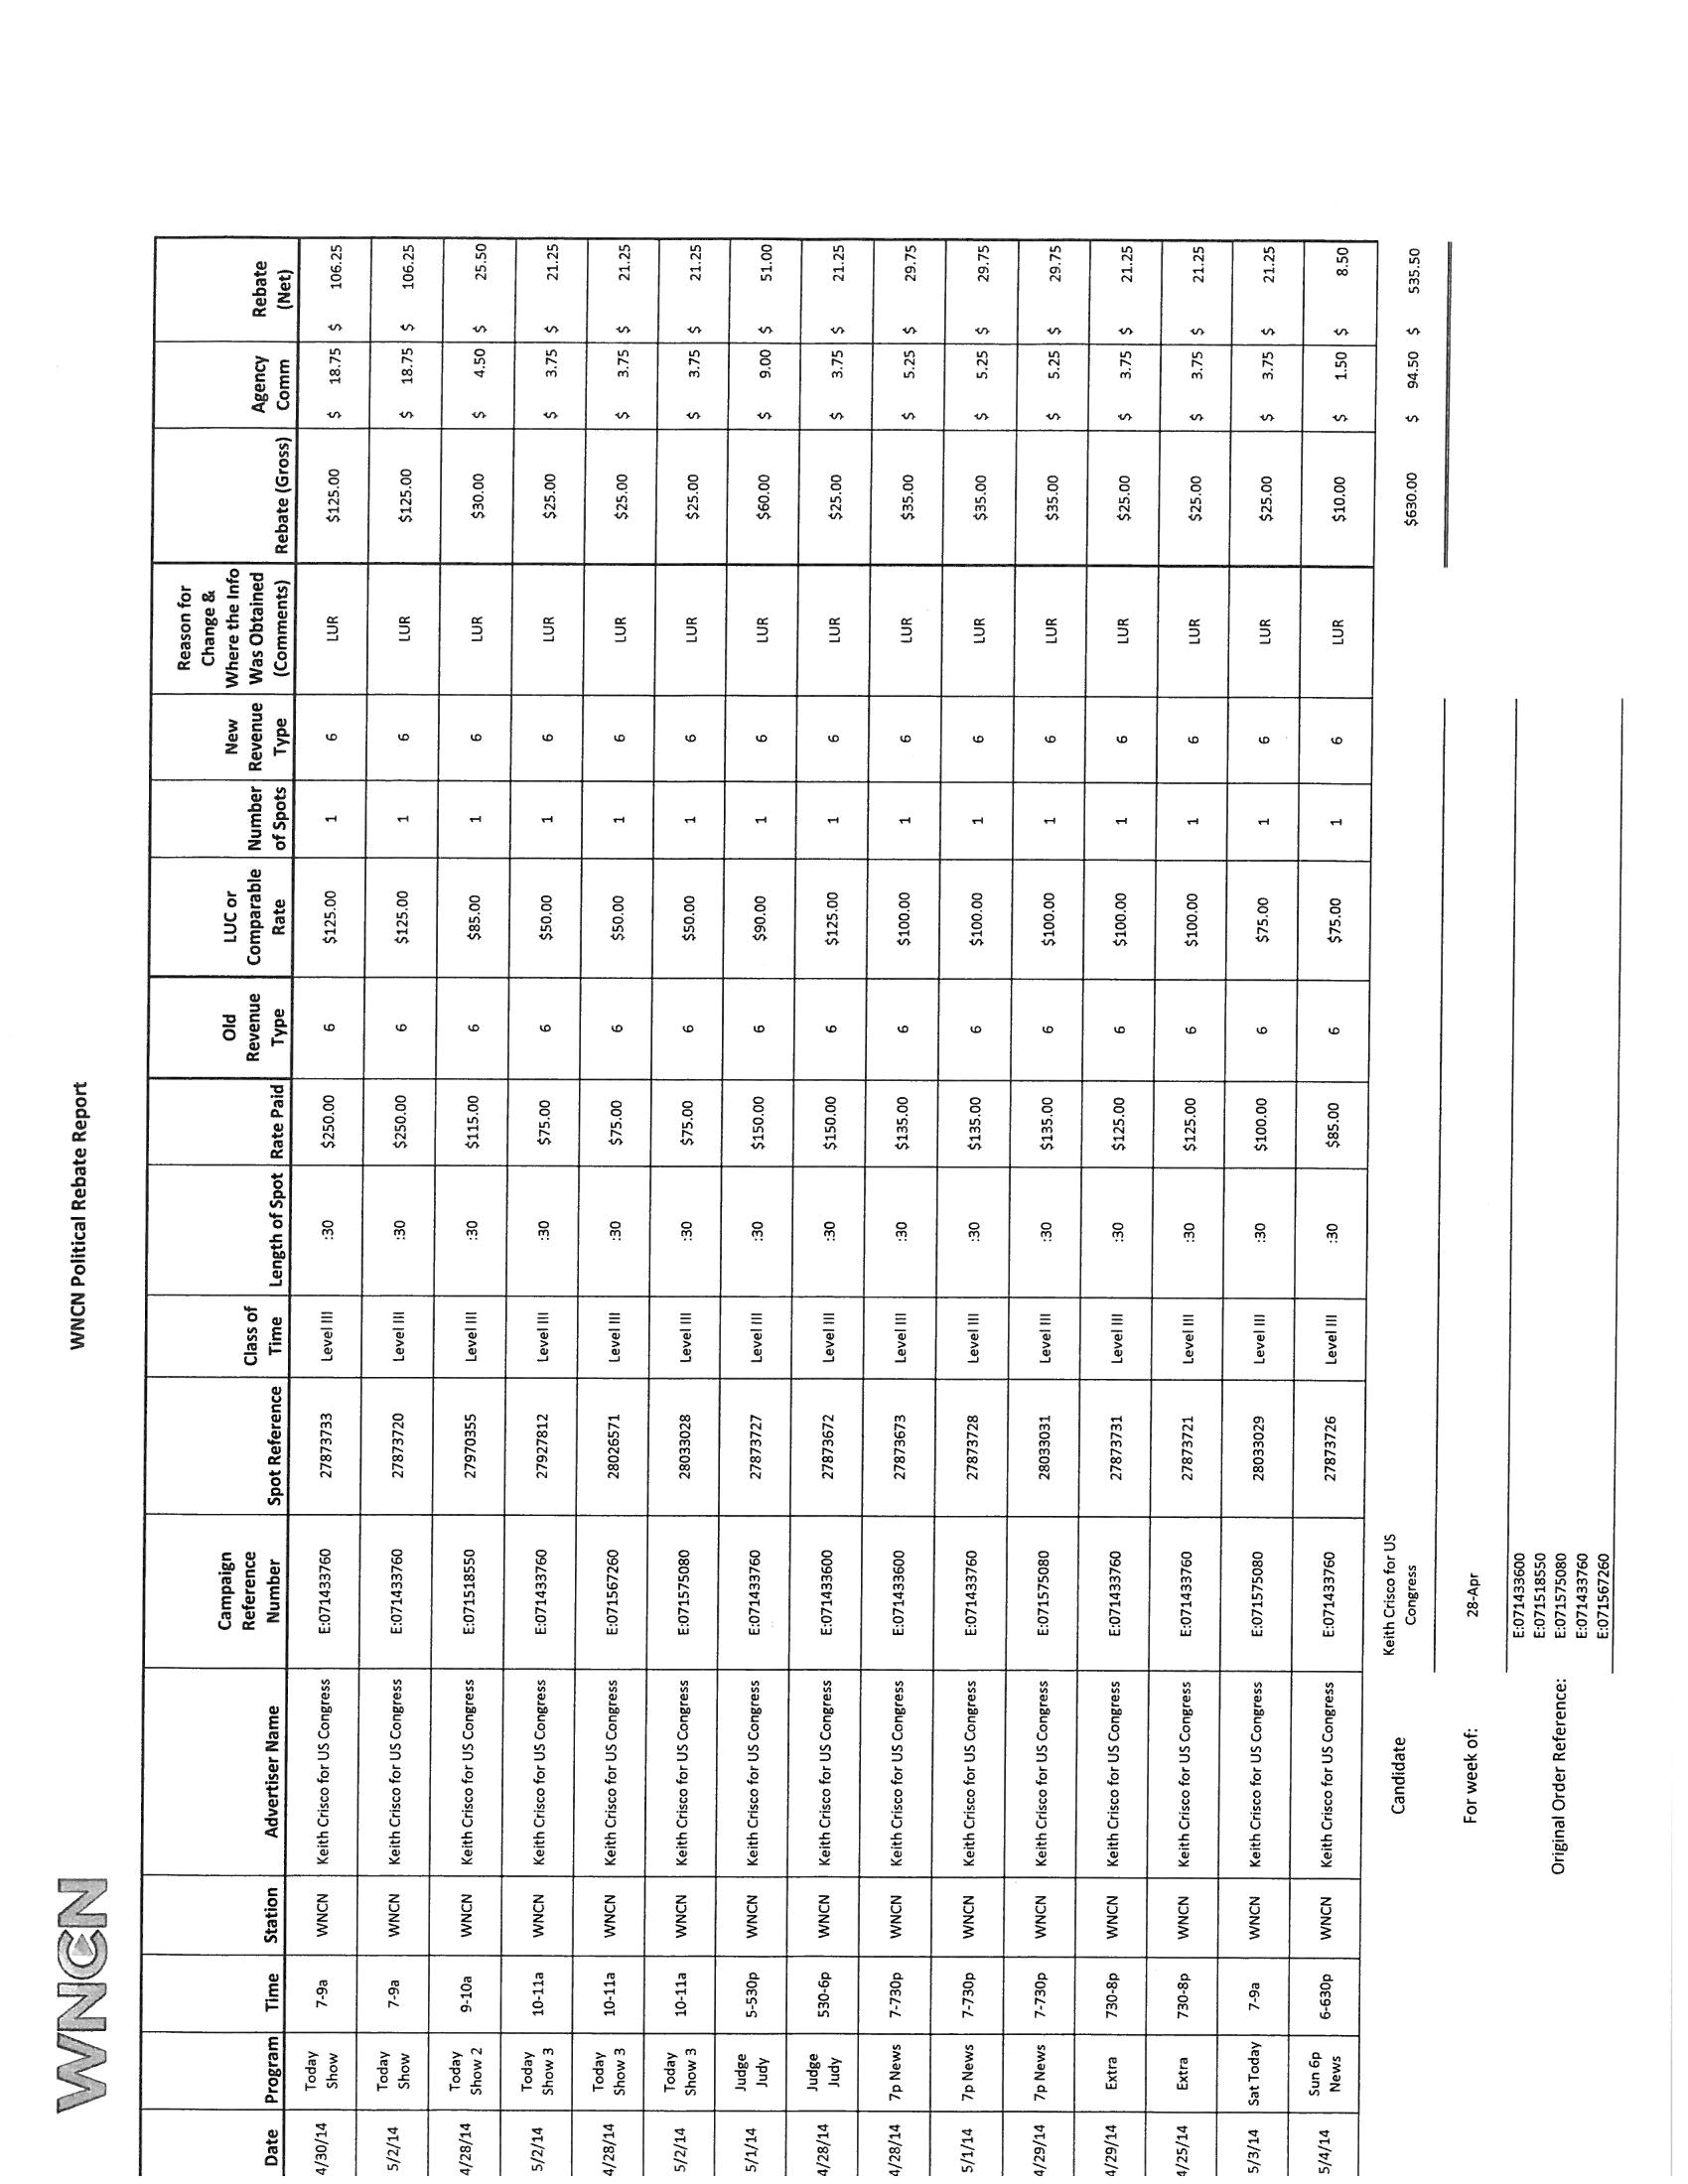 WNCN
WNCN Political Rebate Report
Date Program Time Station Advertiser Name Campaign Reference Number Spot Reference Class of Time Length of Spot Rate Paid Old Revenue Type LUC or Comparable Rate Number of Spots New Revenue Type Reason for Change & Where the Info Was Obtained (Comments) Rebate (Gross) Agency Comm Rebate (Net)
4/30/14 Today Show 7-9a WNCN Keith Crisco for US Congress E:071433760 27873733 Level III :30 $250.00 6 $125.00 1 6 LUR $125.00 $ 18.75 $ 106.25
5/2/14 Today Show 7-9a WNCN Keith Crisco for US Congress E:071433760 27873720 Level III :30 $250.00 6 $125.00 1 6 LUR $125.00 $ 18.75 $ 106.25
4/28/14 Today Show 2 9-10a WNCN Keith Crisco for US Congress E:071518550 27970355 Level III :30 $115.00 6 $85.00 1 6 LUR $30.00 $ 4.50 $ 25.50
5/2/14 Today Show 3 10-11a WNCN Keith Crisco for US Congress E:071433760 27927812 Level III :30 $75.00 6 $50.00 1 6 LUR $25.00 $ 3.75 $ 21.25
4/28/14 Today Show 3 10-11a WNCN Keith Crisco for US Congress E:071567260 28026571 Level III :30 $75.00 6 $50.00 1 6 LUR $25.00 $ 3.75 $ 21.25
5/2/14 Today Show 3 10-11a WNCN Keith Crisco for US Congress E:071575080 28033028 Level III :30 $75.00 6 $50.00 1 6 LUR $25.00 $ 3.75 $ 21.25
5/1/14 Judge Judy 5-530p WNCN Keith Crisco for US Congress E:071433760 27873727 Level III :30 $150.00 6 $90.00 1 6 LUR $60.00 $ 9.00 $ 51.00
4/28/14 Judge Judy 530-6p WNCN Keith Crisco for US Congress E:071433600 27873672 Level III :30 $150.00 6 $125.00 1 6 LUR $25.00 $ 3.75 $ 21.25
4/28/14 7p News 7-730p WNCN Keith Crisco for US Congress E:071433600 27873673 Level III :30 $135.00 6 $100.00 1 6 LUR $35.00 $ 5.25 $ 29.75
5/1/14 7p News 7-730p WNCN Keith Crisco for US Congress E:071433760 27873728 Level III :30 $135.00 6 $100.00 1 6 LUR $35.00 $ 5.25 $ 29.75
4/29/14 7p News 7-730p WNCN Keith Crisco for US Congress E:071575080 28033031 Level III :30 $135.00 6 $100.00 1 6 LUR $35.00 $ 5.25 $ 29.75
4/29/14 Extra 730-8p WNCN Keith Crisco for US Congress E:071433760 27873731 Level III :30 $125.00 6 $100.00 1 6 LUR $25.00 $ 3.75 $ 21.25
4/25/14 Extra 730-8p WNCN Keith Crisco for US Congress E:071433760 27873721 Level III :30 $125.00 6 $100.00 1 6 LUR $25.00 $ 3.75 $ 21.25
5/3/14 Sat Today 7-9a WNCN Keith Crisco for US Congress E:071575080 28033029 Level III :30 $100.00 6 $75.00 1 6 LUR $25.00 $ 3.75 $ 21.25
5/4/14 Sun 6p News 6-630p WNCN Keith Crisco for US Congress E:071433760 27873726 Level III :30 $85.00 6 $75.00 1 6 LUR $10.00 $ 1.50 $ 8.50
Candidate Keith Crisco for US Congress $630.00 $ 94.50 $ 535.50
For week of: 28-Apr
Original Order Reference:
E:071433600
E:071518550
E:071575080
E:071433760
E:071567260